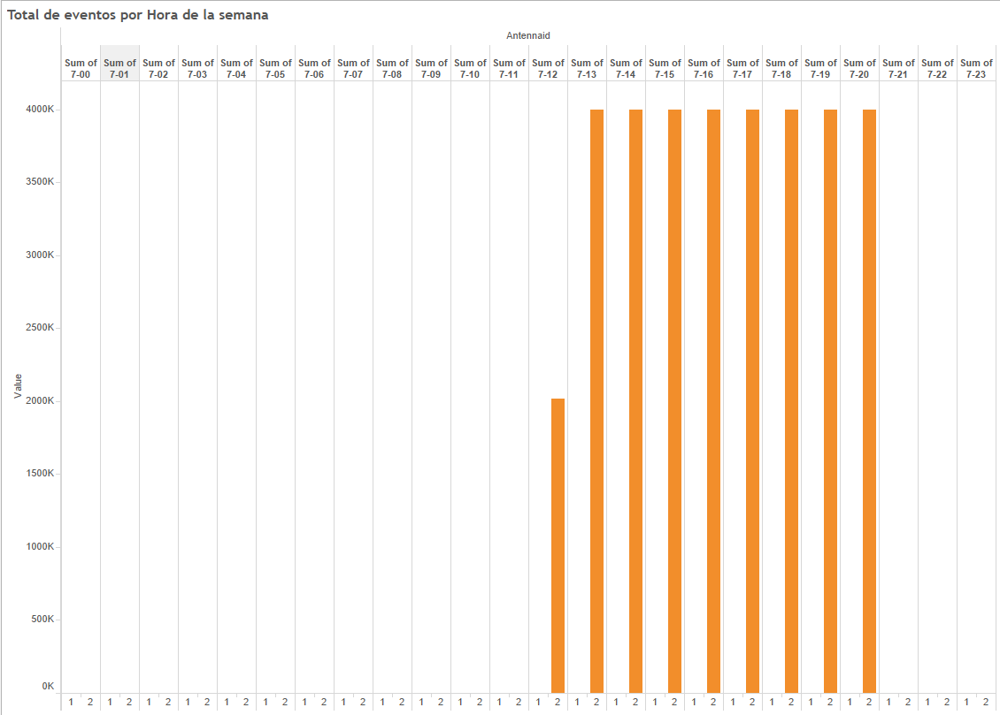 Total de eventos por Hora de la semana
Antennaid
Sum of Sum of Sum of Sum of Sum of Sum of Sum of Sum of Sum of Sum of Sum of Sum of Sum of Sum of Sum of Sum of Sum of Sum of Sum of Sum of Sum of Sum of Sum of Sum of
7-00 7-01 7-02 7-03 7-04 7-05 7-06 7-07 7-08 7-09 7-10 7-11 7-12 7-13 7-14 7-15 7-16 7-17 7-18 7-19 7-20 7-21 7-22 7-23
4000K
3500K
3000K
2500K
Value
2000K
1500K
1000K
500K
0K
1 2 1 2 1 2 1 2 1 2 1 2 1 2 1 2 1 2 1 2 1 2 1 2 1 2 1 2 1 2 1 2 1 2 1 2 1 2 1 2 1 2 1 2 1 2 1 2